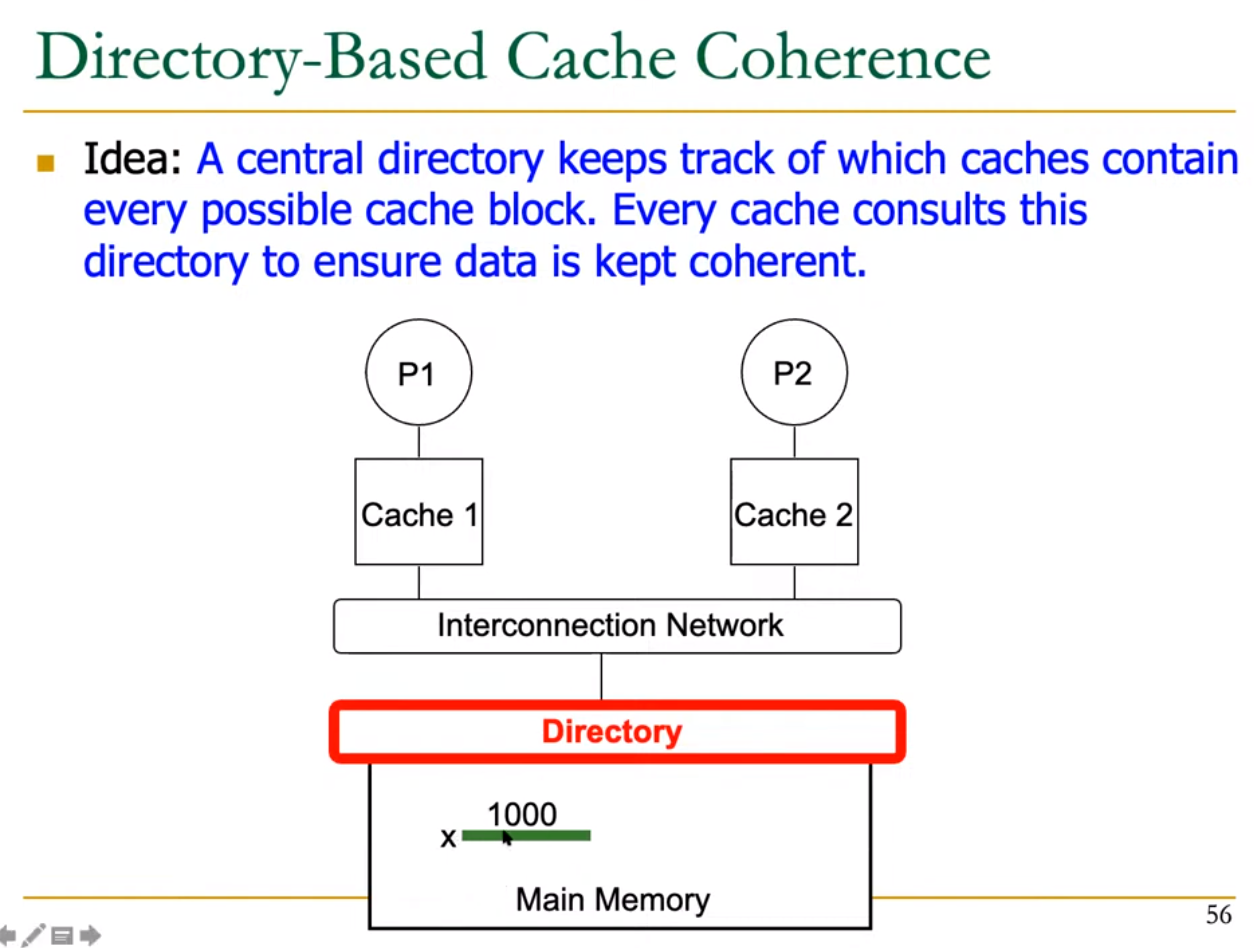 Directory-Based Cache Coherence
Idea: A central directory keeps track of which caches contain
every possible cache block. Every cache consults this
directory to ensure data is kept coherent.
P1
P2
Cache 1
Cache 2
Interconnection Network
Directory
1000
x
Main Memory
56